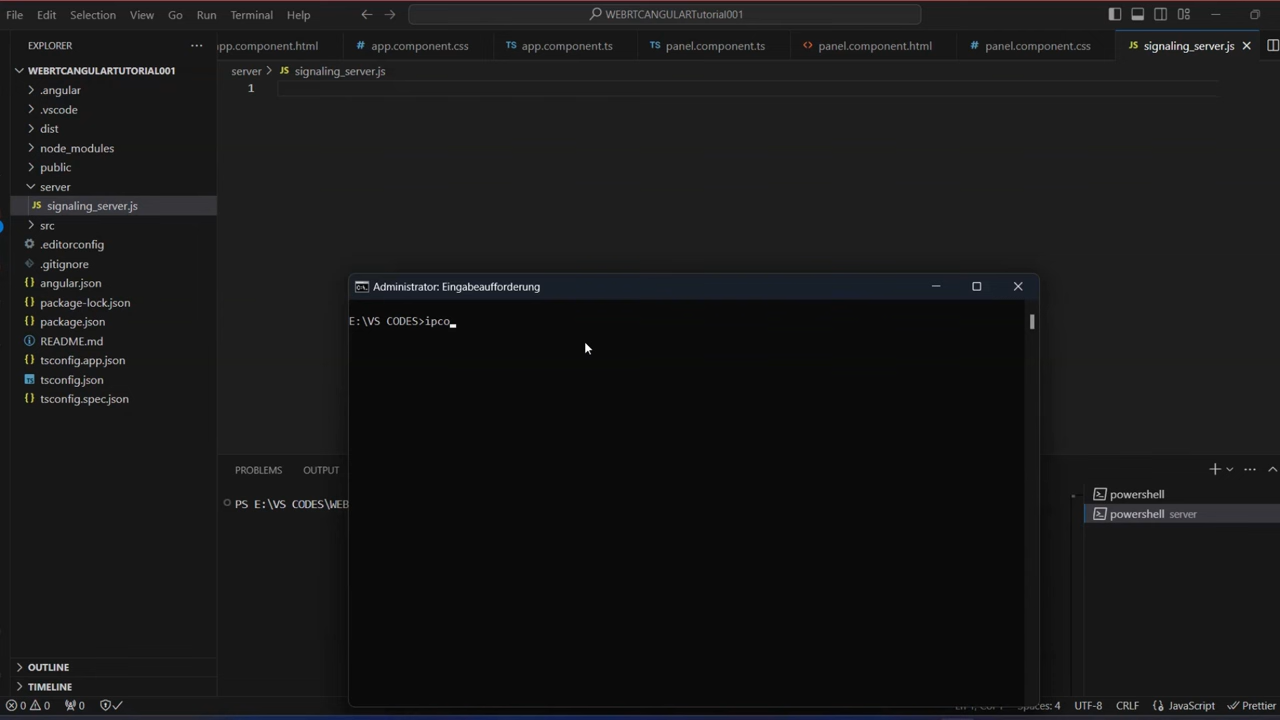 File Edit Selection View Go Run Terminal Help
WEBRTCANGULARTutorial001
EXPLORER
app.component.html
app.component.css
app.component.ts
panel.component.ts
panel.component.html
panel.component.css
signaling_server.js
server > signaling_server.js
1
WEBRTCANGULARTUTORIAL001
.angular
.vscode
dist
node_modules
public
server
signaling_server.js
src
.editorconfig
.gitignore
angular.json
package-lock.json
package.json
README.md
tsconfig.app.json
tsconfig.json
tsconfig.spec.json
Administrator: Eingabeaufforderung
E:\VS CODES>ipco_
PROBLEMS OUTPUT
PS E:\VS CODES\WEB
powershell
powershell server
OUTLINE
TIMELINE
0 0 0
Spaces: 4 UTF-8 CRLF {} JavaScript Prettier